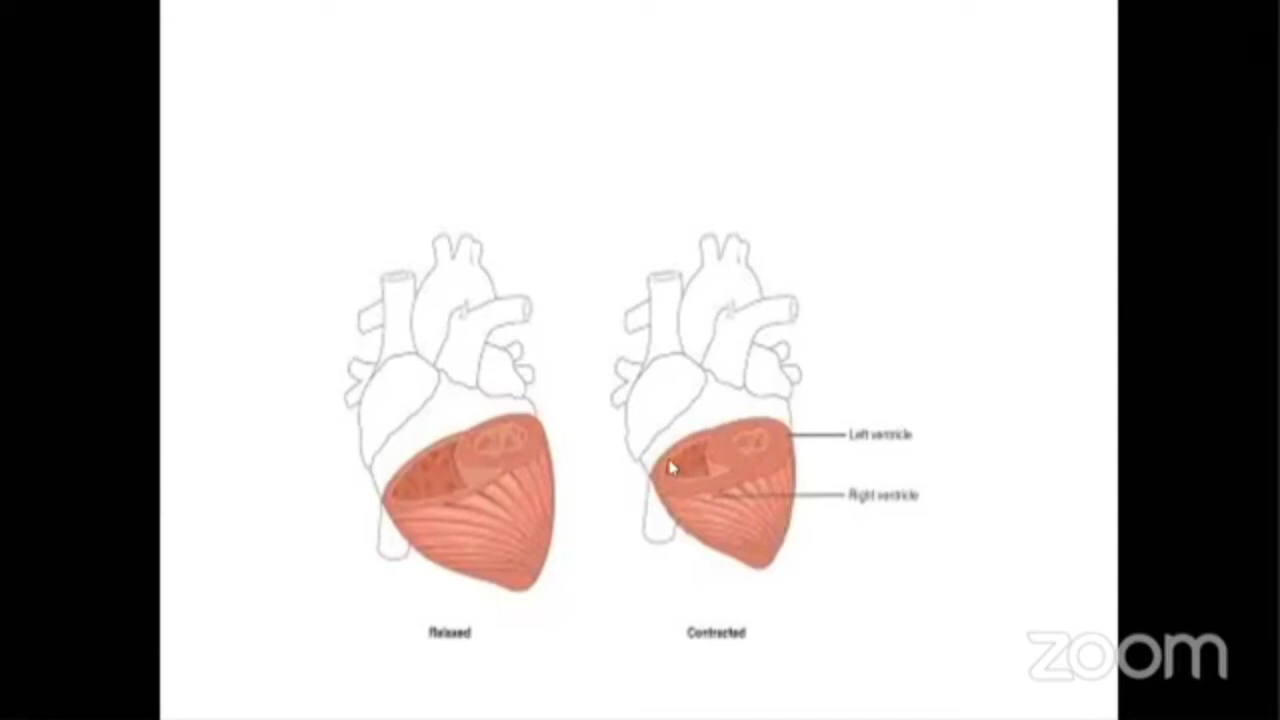 Left ventricle
Right ventricle
Relaxed
Contracted
zoom